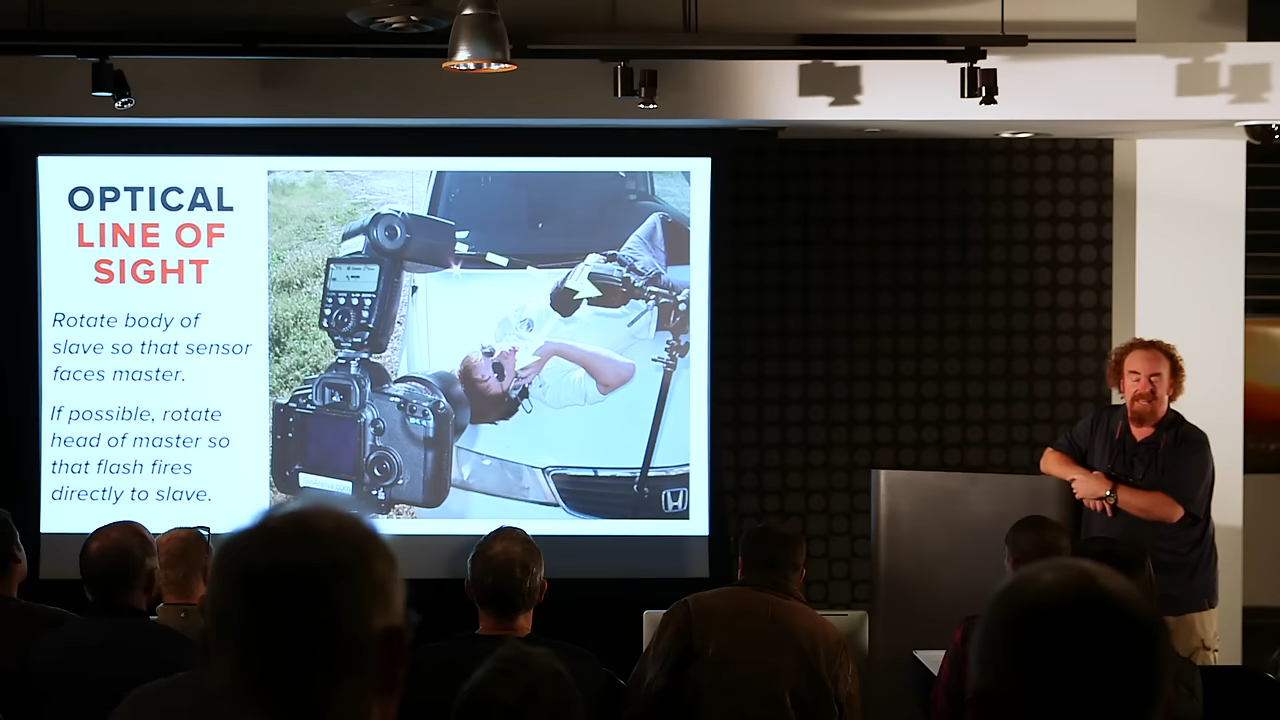 OPTICAL
LINE OF
SIGHT
Rotate body of
slave so that sensor
faces master.
If possible, rotate
head of master so
that flash fires
directly to slave.